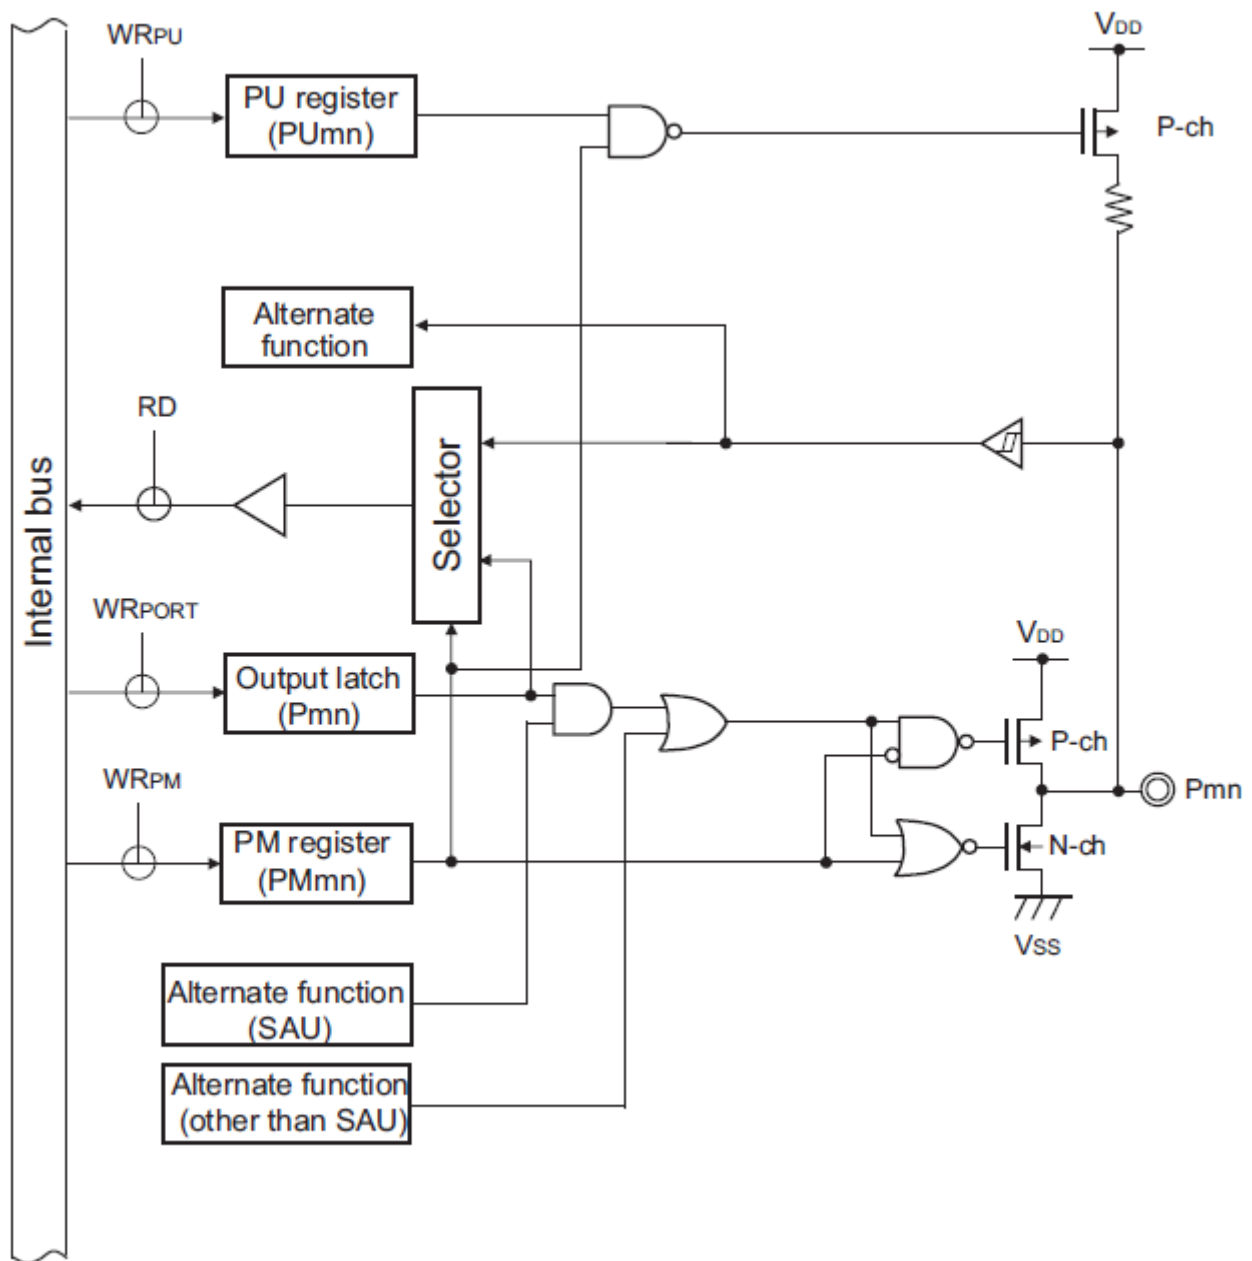 WRPU
VDD
PU register
(PUmn)
P-ch
Alternate
function
RD
Selector
Internal bus
WRPORT
Output latch
(Pmn)
VDD
P-ch
WRPM
Pmn
PM register
(PMmn)
N-ch
VSS
Alternate function
(SAU)
Alternate function
(other than SAU)